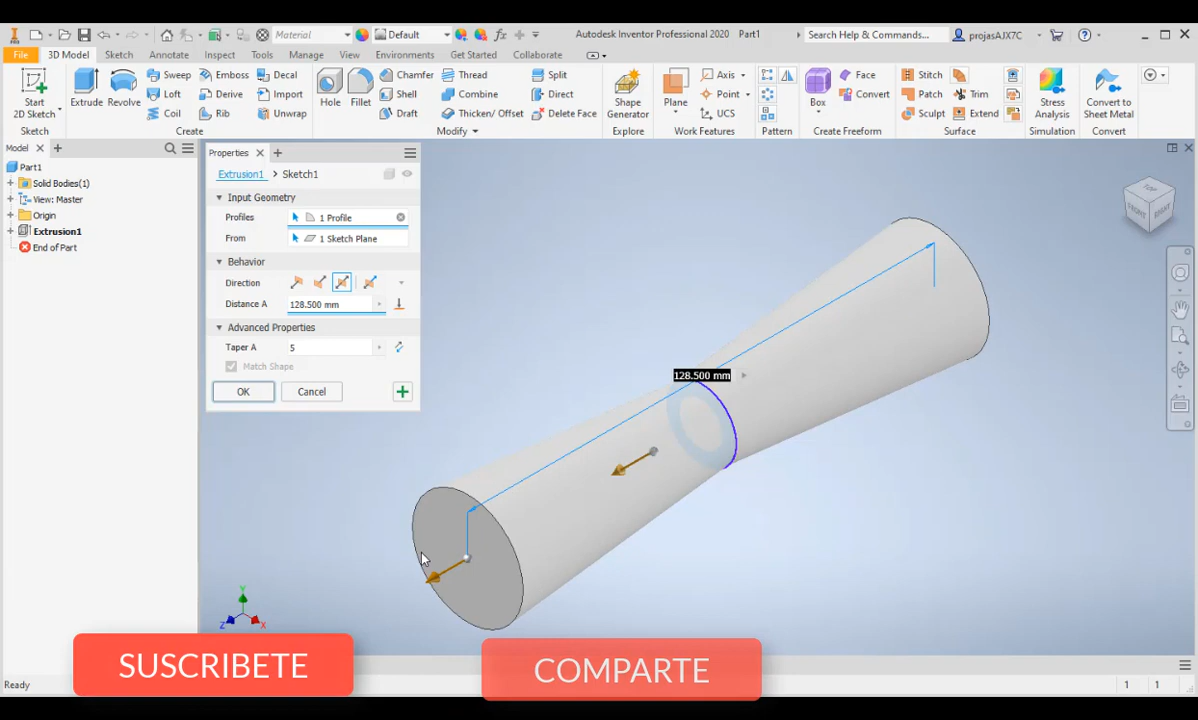 Material
Default
Autodesk Inventor Professional 2020 Part1
Search Help & Commands...
projasAJX7C
File
3D Model
Sketch
Annotate
Inspect
Tools
Manage
View
Environments
Get Started
Collaborate
Start
2D Sketch
Extrude
Revolve
Sweep
Loft
Coil
Emboss
Derive
Rib
Decal
Import
Unwrap
Hole
Fillet
Chamfer
Shell
Draft
Thread
Combine
Thicken/ Offset
Split
Direct
Delete Face
Shape
Generator
Plane
Axis
Point
UCS
Box
Face
Convert
Stitch
Patch
Sculpt
Trim
Extend
Stress
Analysis
Convert to
Sheet Metal
Sketch
Create
Modify
Explore
Work Features
Pattern
Create Freeform
Surface
Simulation
Convert
Model
Part1
Solid Bodies(1)
View: Master
Origin
Extrusion1
End of Part
Properties
Extrusion1 > Sketch1
Input Geometry
Profiles 1 Profile
From 1 Sketch Plane
Behavior
Direction
Distance A 128.500 mm
Advanced Properties
Taper A 5
Match Shape
OK
Cancel
128.500 mm
TOP
FRONT
RIGHT
Y
Z
X
SUSCRIBETE
COMPARTE
Ready
1 1